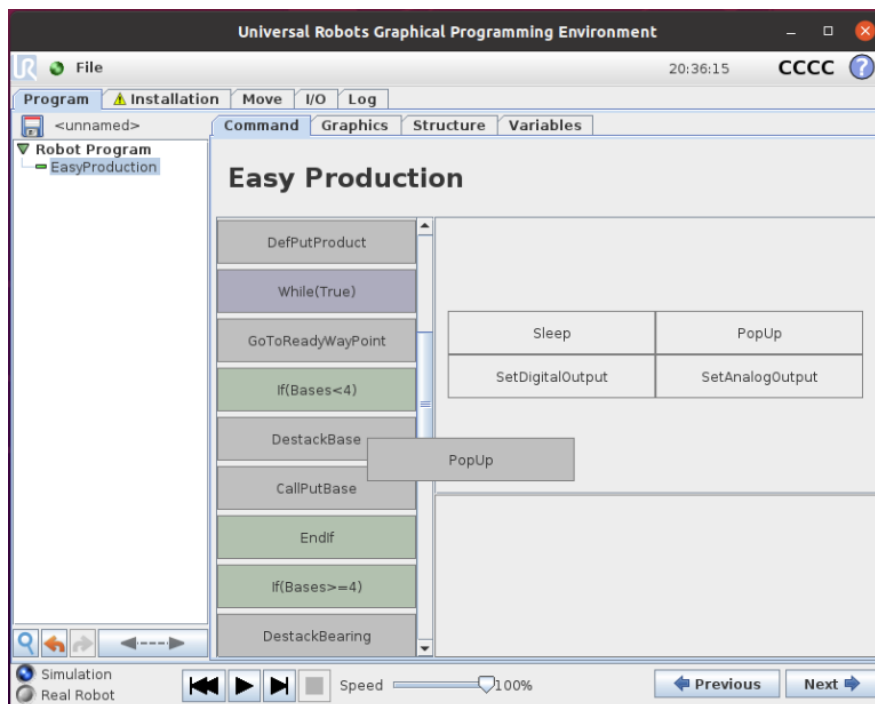 Universal Robots Graphical Programming Environment
File 20:36:15 CCCC ?
Program Installation Move I/O Log
<unnamed> Command Graphics Structure Variables
Robot Program
EasyProduction
Easy Production
DefPutProduct
While(True)
GoToReadyWayPoint
If(Bases<4)
DestackBase
CallPutBase
EndIf
If(Bases>=4)
DestackBearing
Sleep PopUp
SetDigitalOutput SetAnalogOutput
PopUp
Simulation
Real Robot
Speed 100% Previous Next